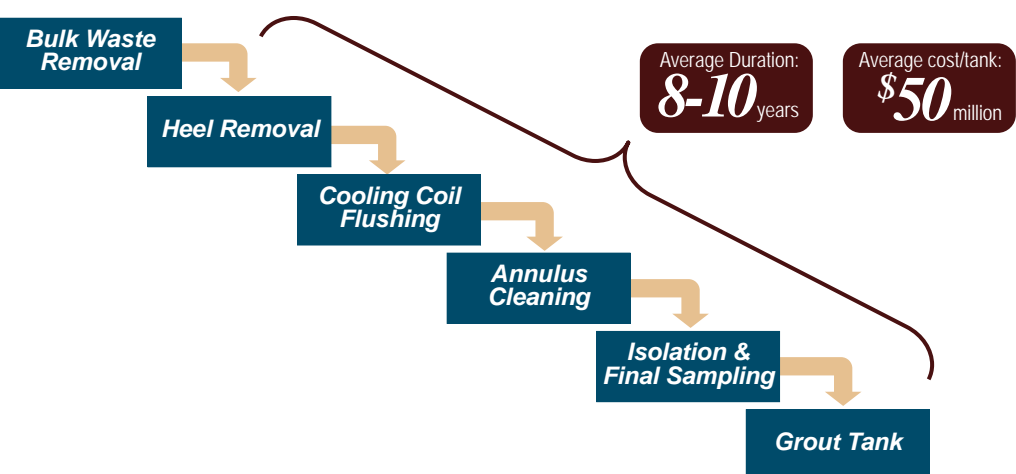 Bulk Waste
Removal
Average Duration:
8-10 years
Average cost/tank:
$50 million
Heel Removal
Cooling Coil
Flushing
Annulus
Cleaning
Isolation &
Final Sampling
Grout Tank